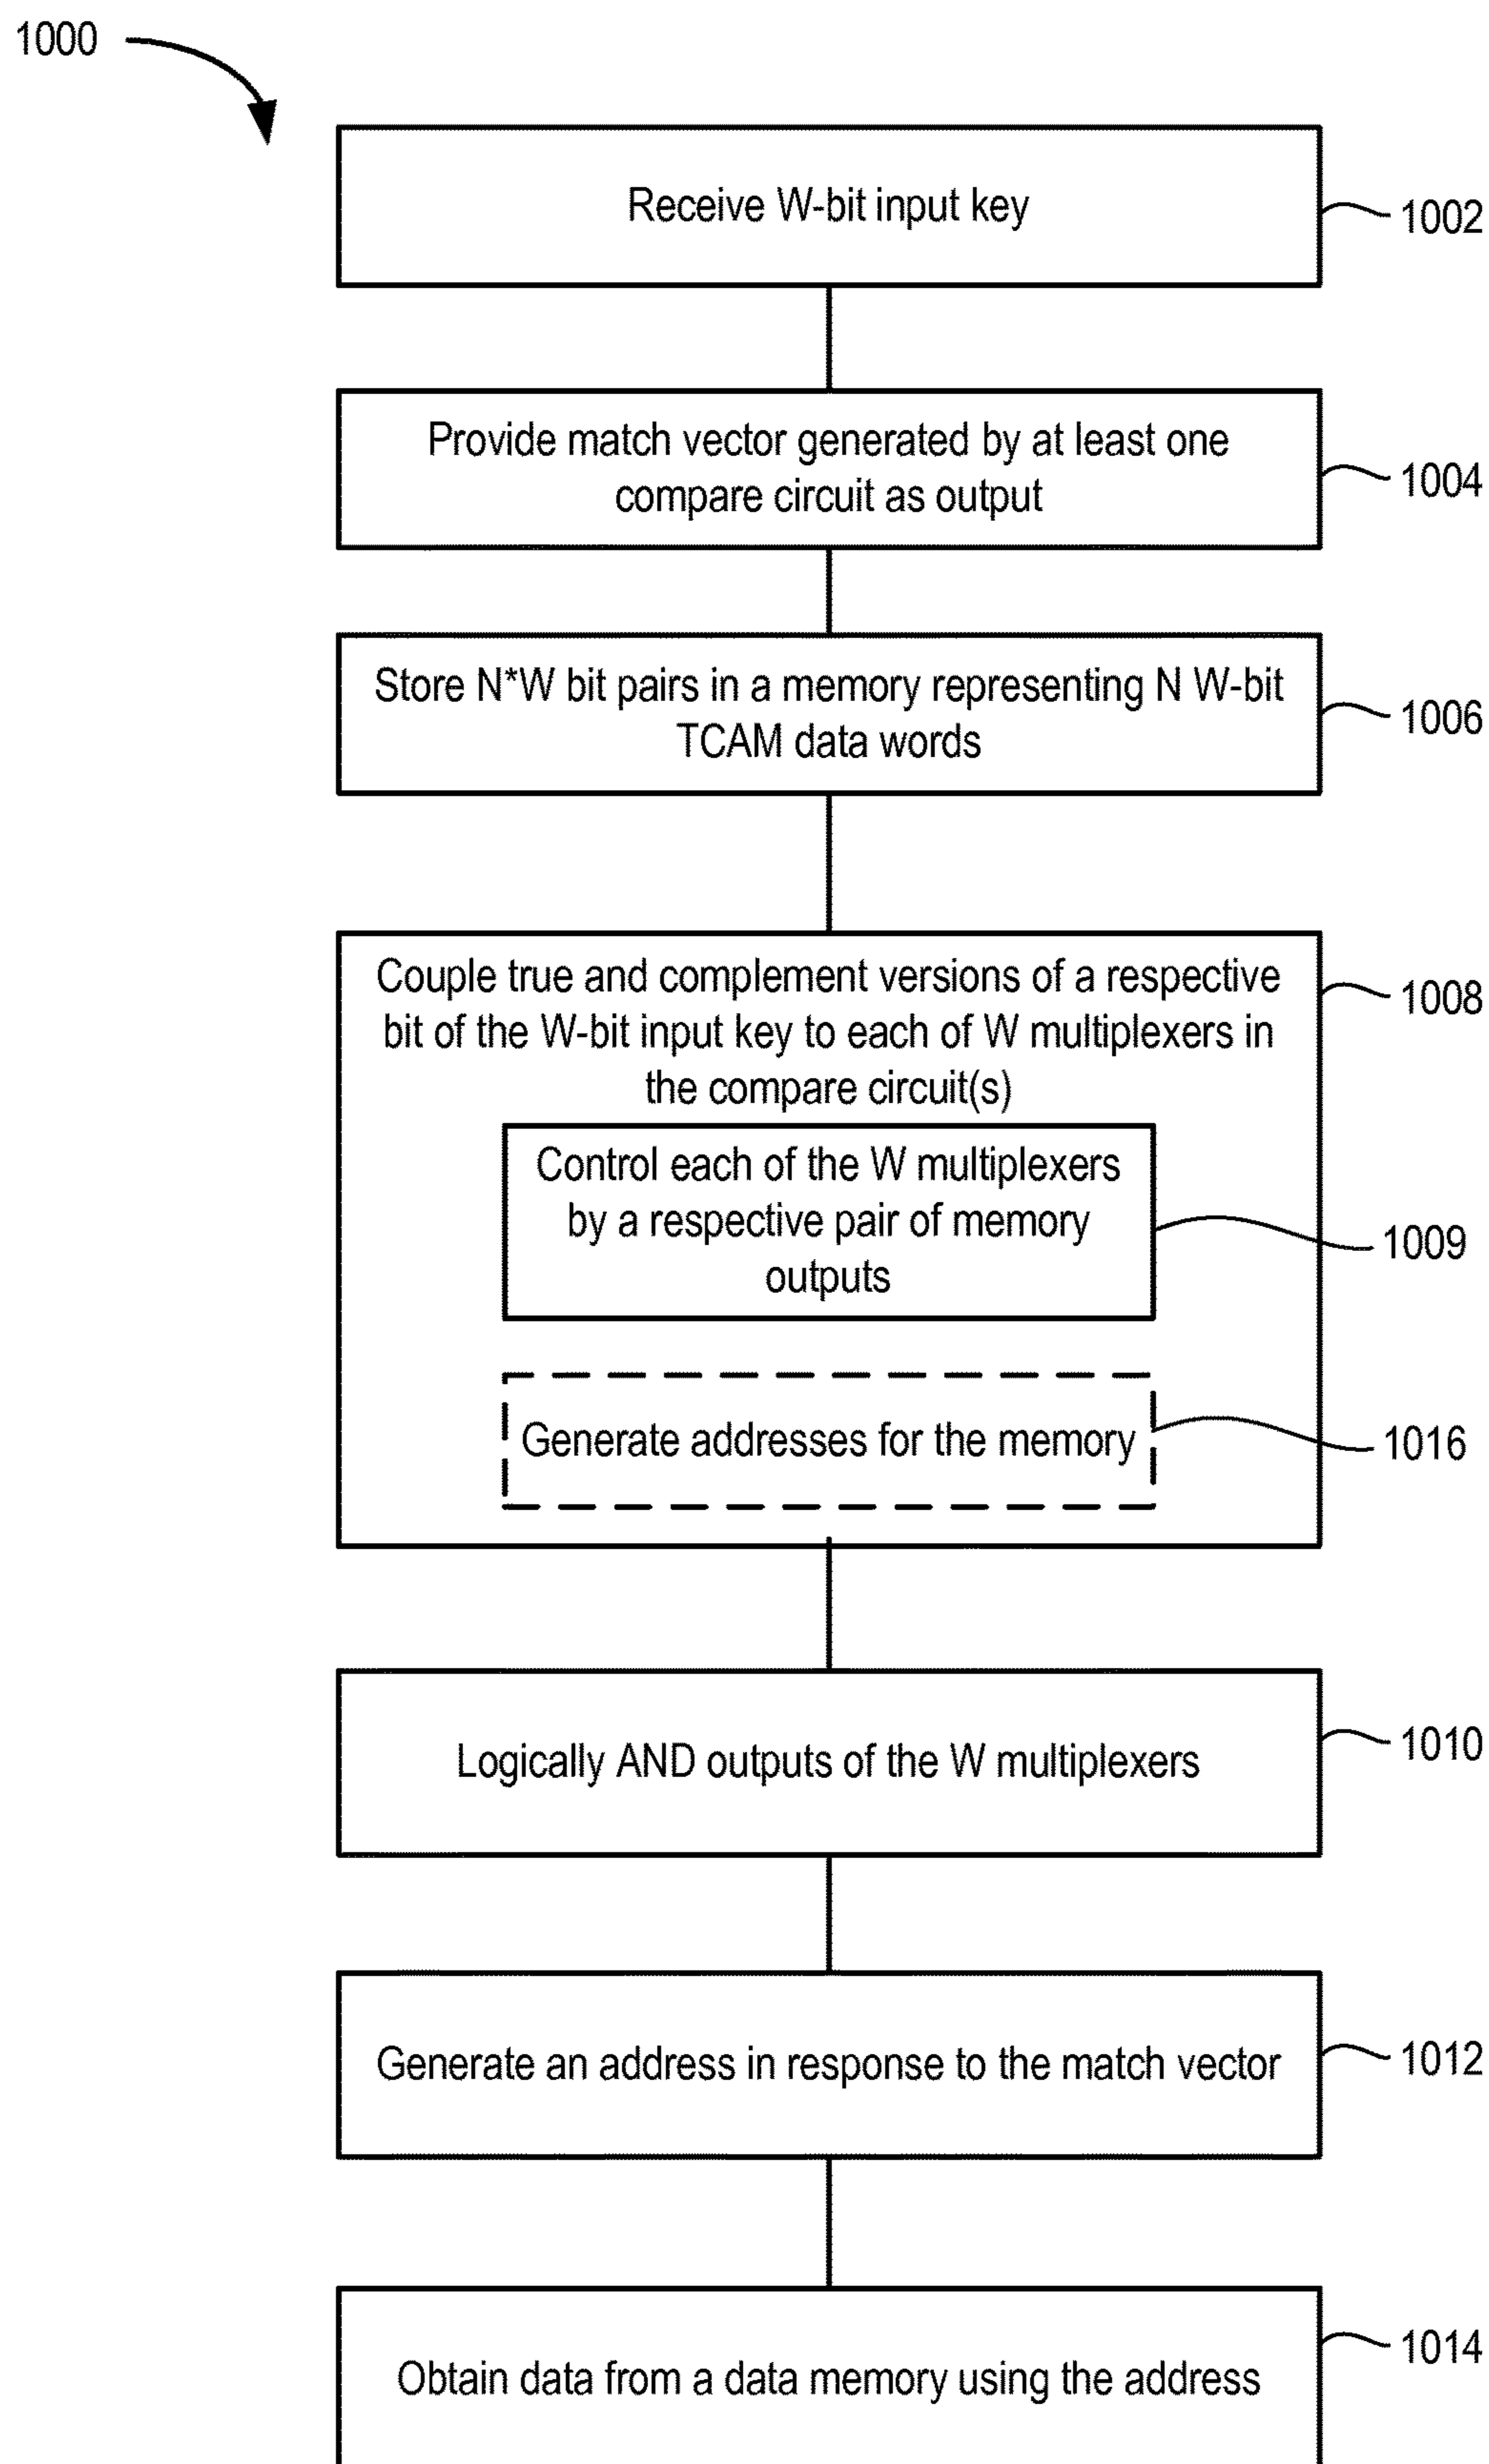 1000
Receive W-bit input key
1002
Provide match vector generated by at least one
compare circuit as output
1004
Store N*W bit pairs in a memory representing N W-bit
TCAM data words
1006
Couple true and complement versions of a respective
bit of the W-bit input key to each of W multiplexers in
the compare circuit(s)
1008
Control each of the W multiplexers
by a respective pair of memory
outputs
1009
Generate addresses for the memory
1016
Logically AND outputs of the W multiplexers
1010
Generate an address in response to the match vector
1012
Obtain data from a data memory using the address
1014